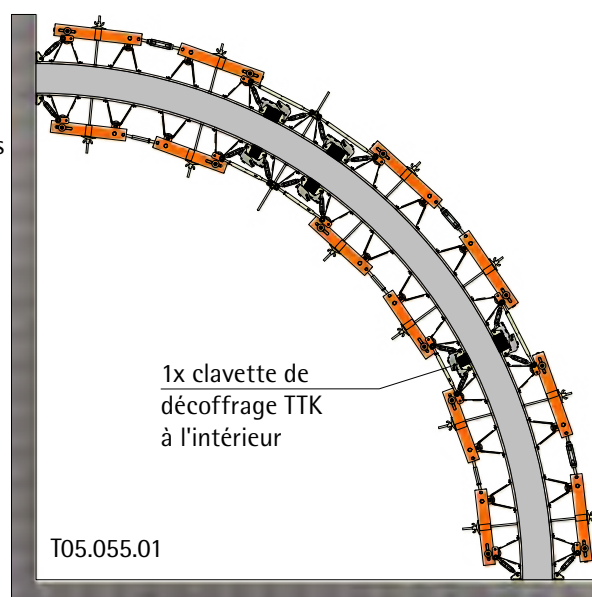 s
1x clavette de
décoffrage TTK
à l'intérieur
T05.055.01